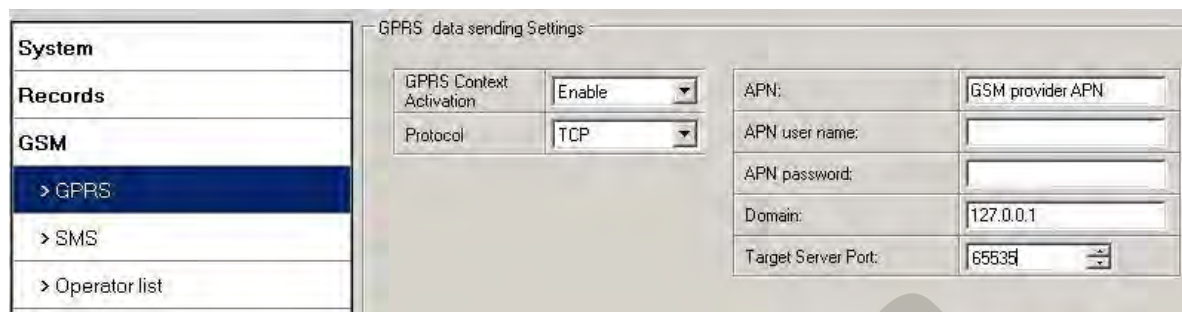 System
Records
GSM
> GPRS
> SMS
> Operator list
GPRS data sending Settings
GPRS Context
Activation
Enable
Protocol
TCP
APN:
GSM provider APN
APN user name:
APN password:
Domain:
127.0.0.1
Target Server Port:
65535